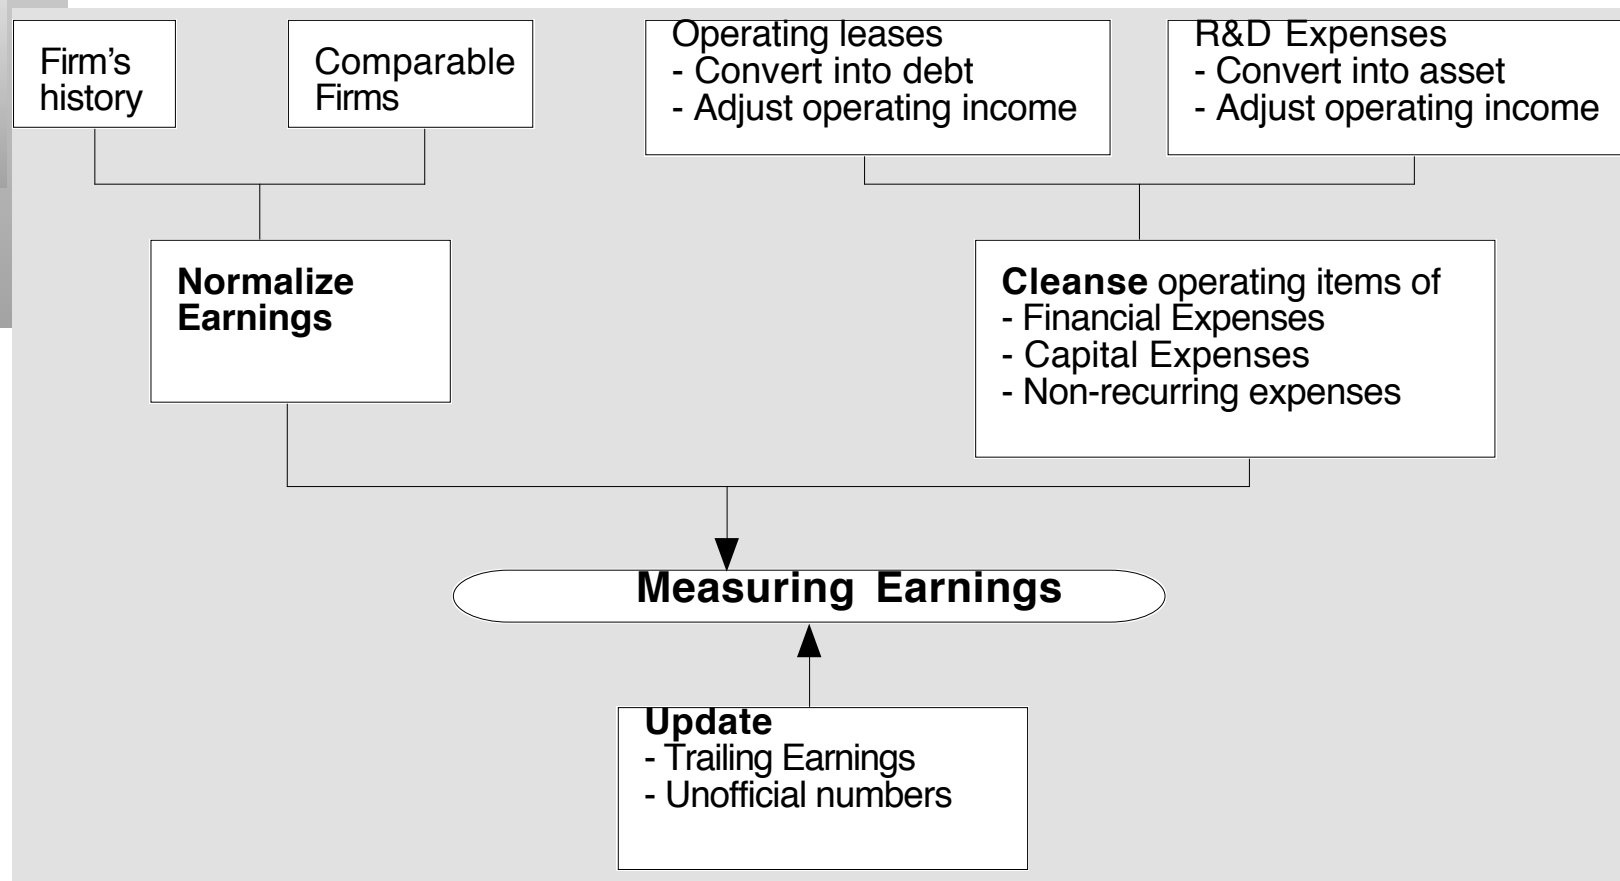 Firm's
history
Comparable
Firms
Operating leases
- Convert into debt
- Adjust operating income
R&D Expenses
- Convert into asset
- Adjust operating income
Normalize
Earnings
Cleanse operating items of
- Financial Expenses
- Capital Expenses
- Non-recurring expenses
Measuring Earnings
Update
- Trailing Earnings
- Unofficial numbers